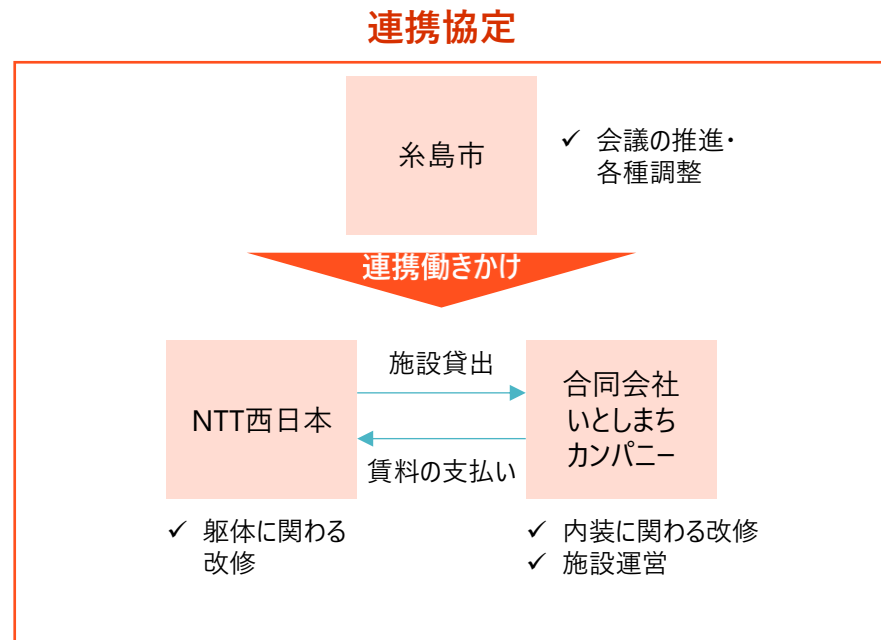 連携協定
糸島市
✓ 会議の推進・
各種調整
連携働きかけ
施設貸出
NTT西日本
合同会社
いとしまち
カンパニー
賃料の支払い
✓ 躯体に関わる
改修
✓ 内装に関わる改修
✓ 施設運営